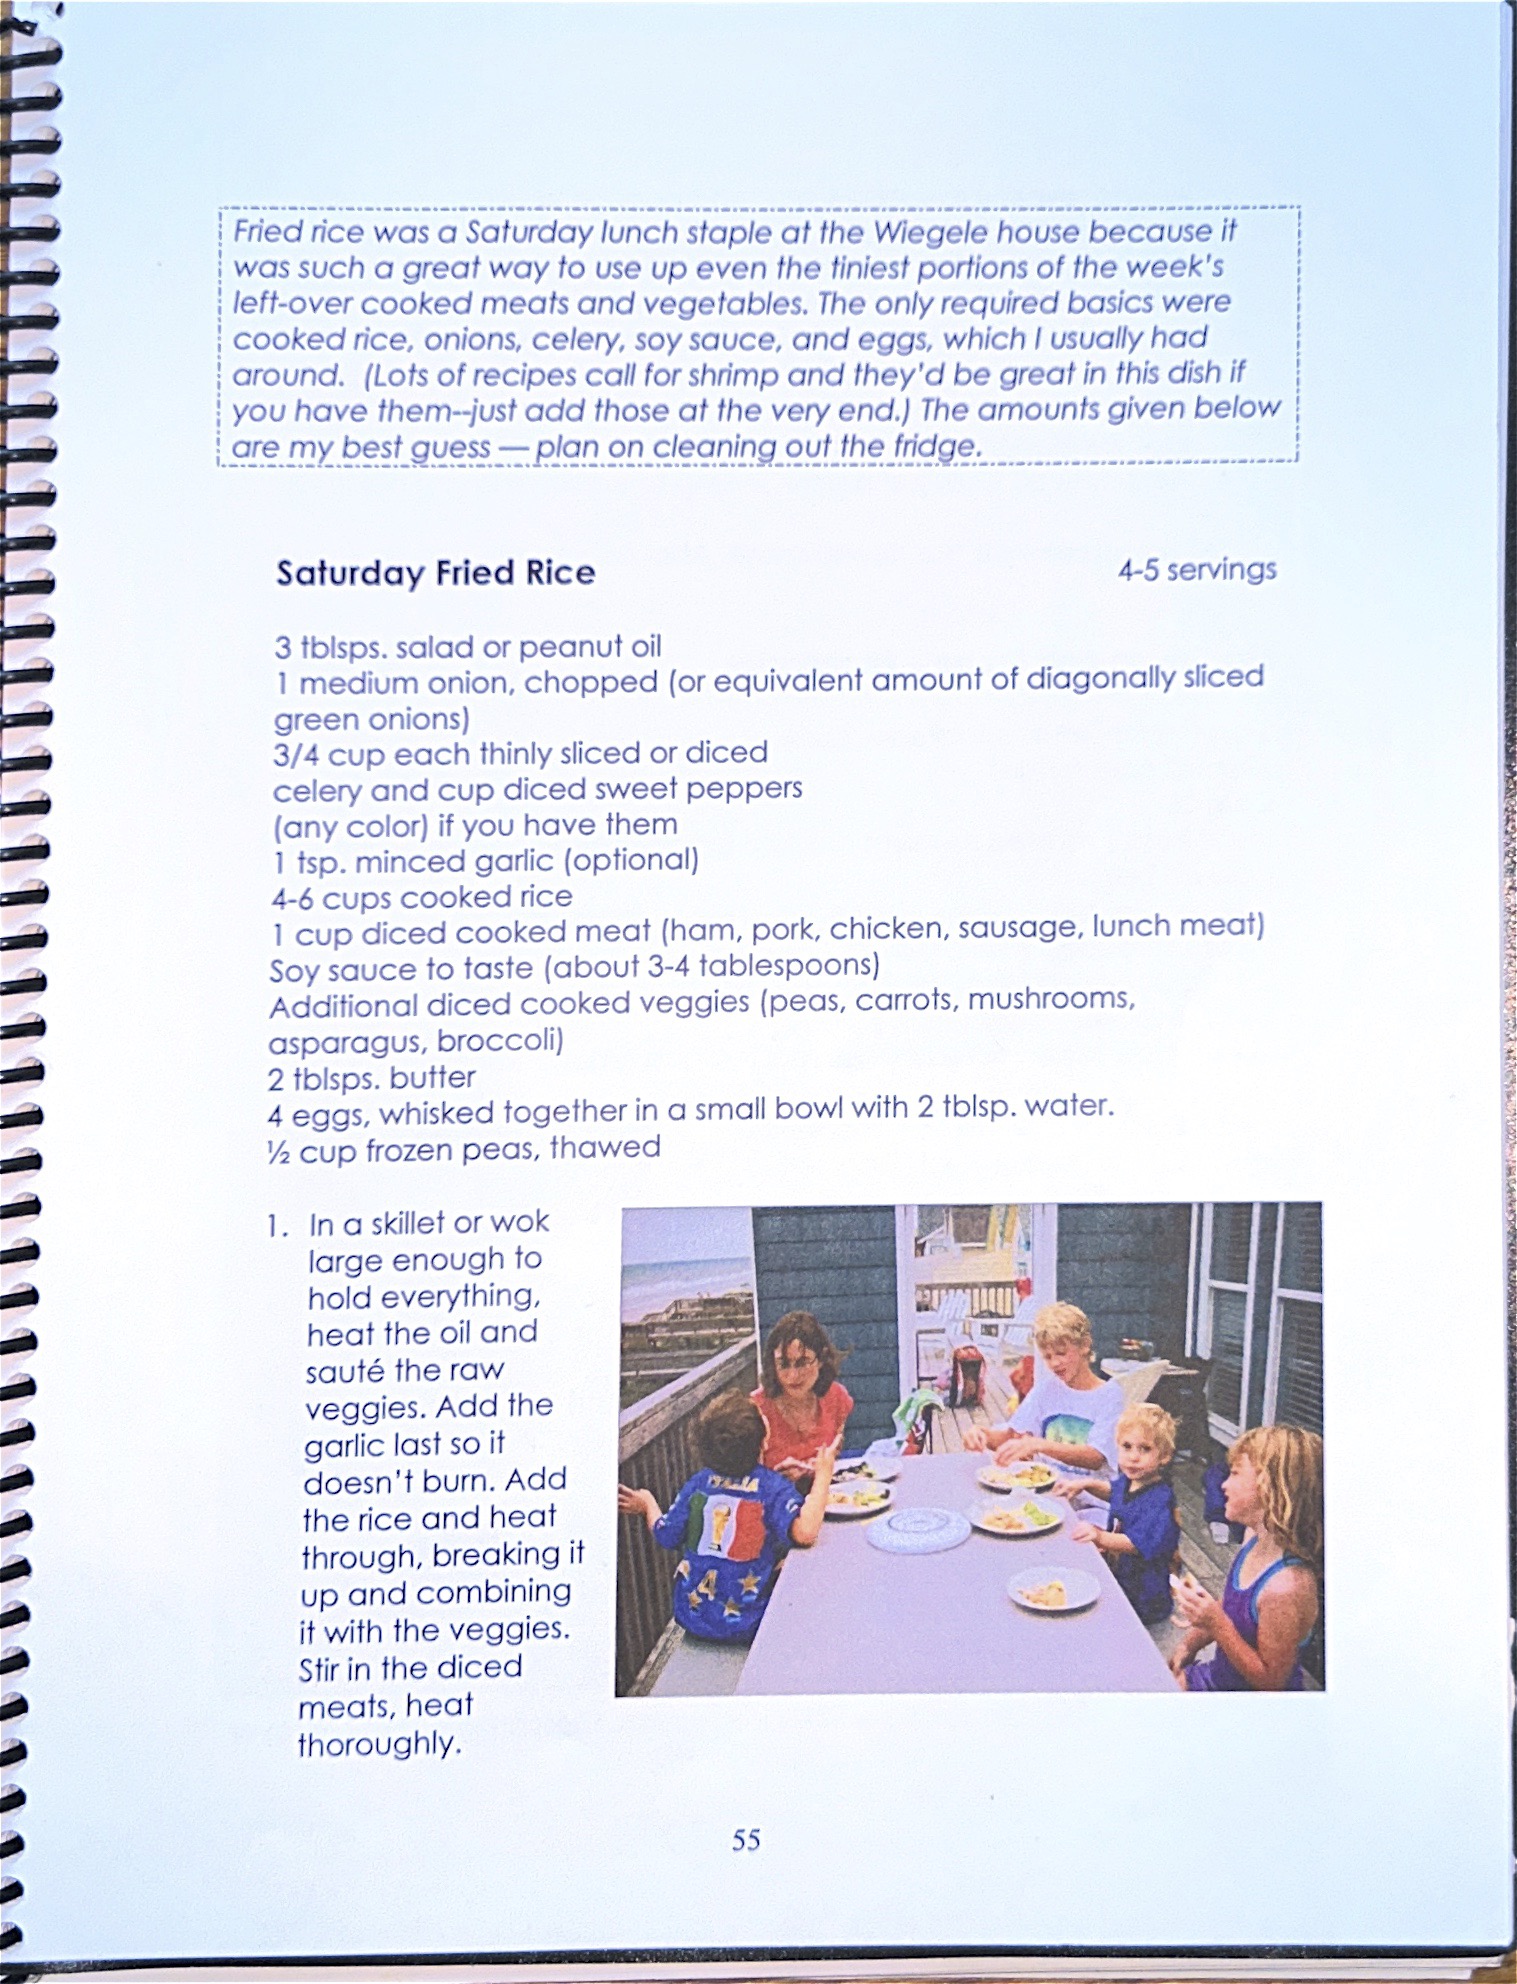 Fried rice was a Saturday lunch staple at the Wiegele house because it
was such a great way to use up even the tiniest portions of the week's
left-over cooked meats and vegetables. The only required basics were
cooked rice, onions, celery, soy sauce, and eggs, which I usually had
around.  (Lots of recipes call for shrimp and they'd be great in this dish if
you have them--just add those at the very end.) The amounts given below
are my best guess — plan on cleaning out the fridge.
Saturday Fried Rice 4-5 servings
3 tblsps. salad or peanut oil
1 medium onion, chopped (or equivalent amount of diagonally sliced
green onions)
3/4 cup each thinly sliced or diced
celery and cup diced sweet peppers
(any color) if you have them
1 tsp. minced garlic (optional)
4-6 cups cooked rice
1 cup diced cooked meat (ham, pork, chicken, sausage, lunch meat)
Soy sauce to taste (about 3-4 tablespoons)
Additional diced cooked veggies (peas, carrots, mushrooms,
asparagus, broccoli)
2 tblsps. butter
4 eggs, whisked together in a small bowl with 2 tblsp. water.
½ cup frozen peas, thawed
1. In a skillet or wok
large enough to
hold everything,
heat the oil and
sauté the raw
veggies. Add the
garlic last so it
doesn't burn. Add
the rice and heat
through, breaking it
up and combining
it with the veggies.
Stir in the diced
meats, heat
thoroughly.
ITALIA
4
55